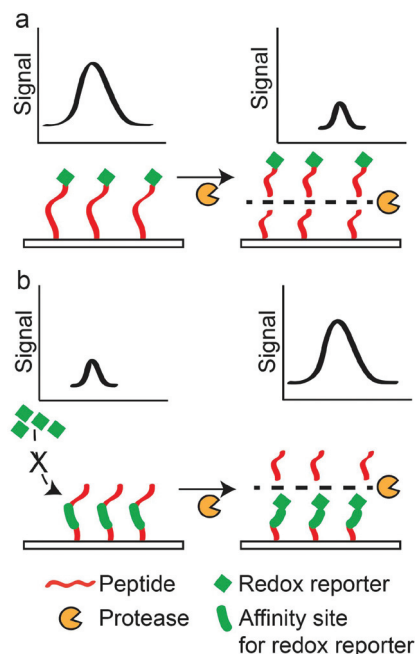 a
Signal
Signal
b
Signal
Signal
X
Peptide
Redox reporter
Protease
Affinity site
for redox reporter